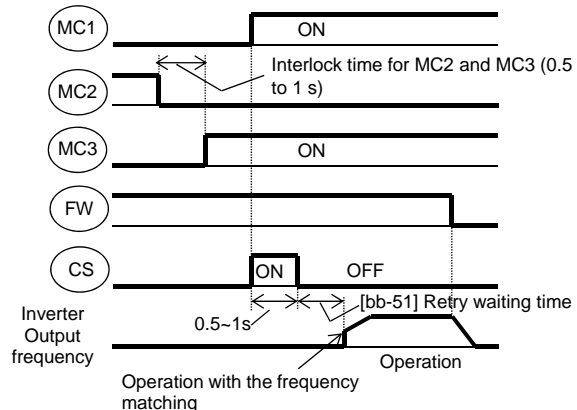 MC1
ON
Interlock time for MC2 and MC3 (0.5
to 1 s)
MC2
MC3
ON
FW
CS
ON
OFF
[bb-51] Retry waiting time
0.5~1s
Inverter
Output
frequency
Operation
Operation with the frequency
matching